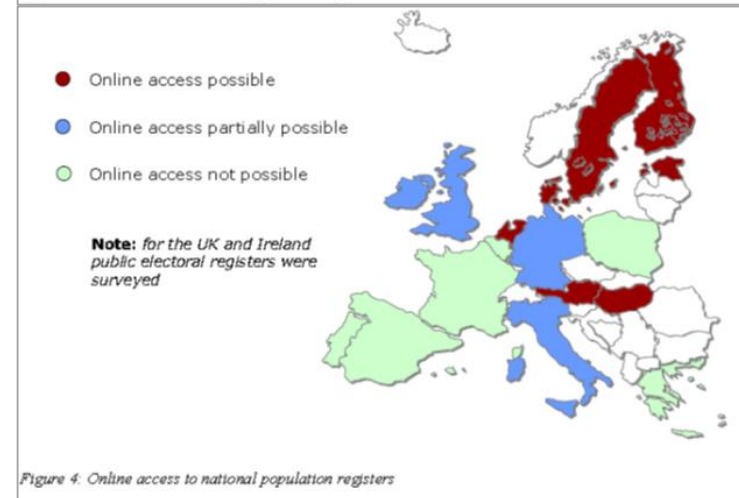 Online access possible
Online access partially possible
Online access not possible
Note: for the UK and Ireland
public electoral registers were
surveyed
Figure 4: Online access to national population registers